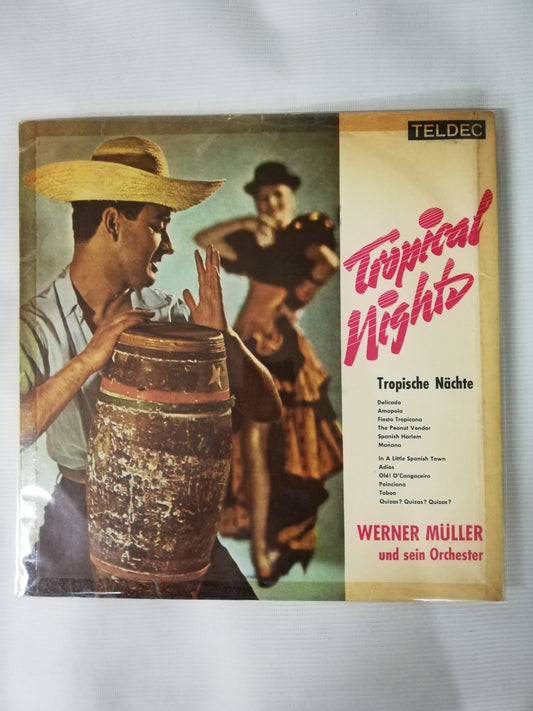 TELDEC
Tropical
Nights
Tropische Nächte
Delicado
Amapola
Fiesta Tropicana
The Peanut Vendor
Spanish Harlem
Mañana
In A Little Spanish Town
Adios
Olé! O'Cangaceiro
Poinciana
Taboo
Quizas? Quizas? Quizas?
WERNER MÜLLER
und sein Orchester